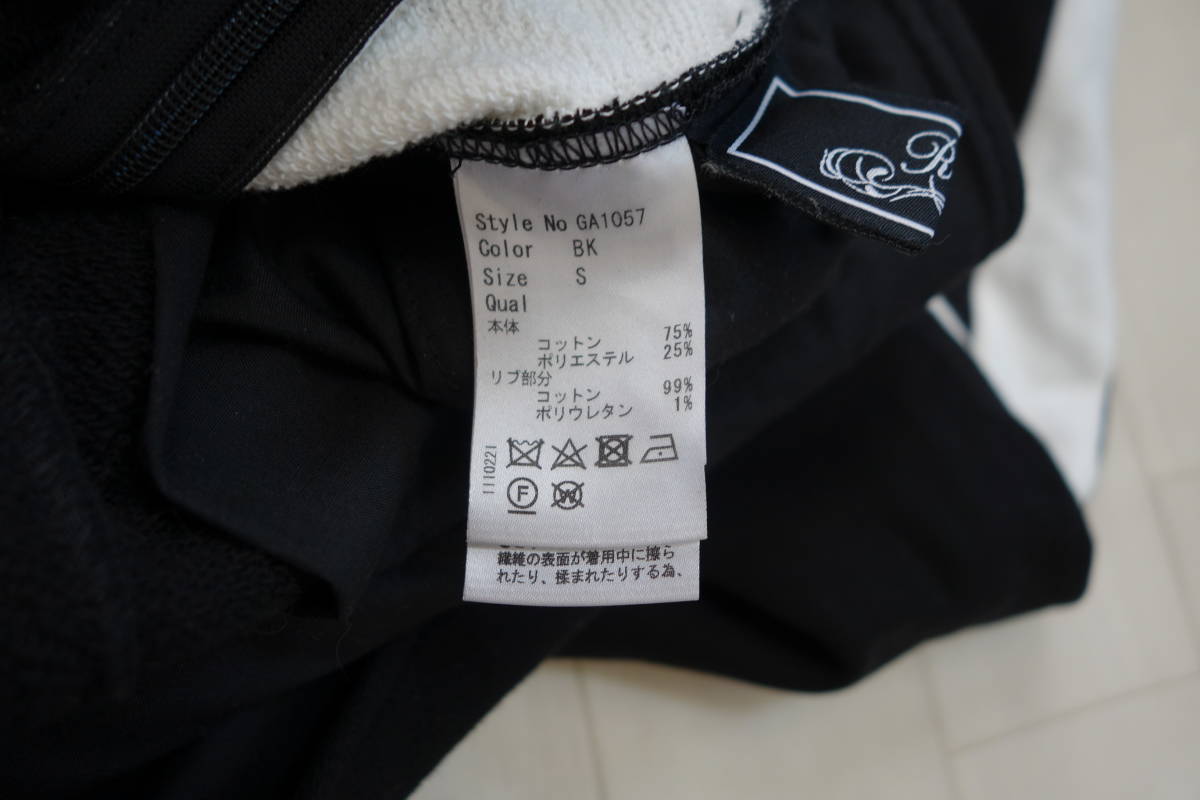 Style No GA1057
Color BK
Size S
Qual
本体
コットン 75%
ポリエステル 25%
リブ部分
コットン 99%
ポリウレタン 1%
1110221
F
W
繊維の表面が着用中に擦ら
れたり、揉まれたりする為、
R